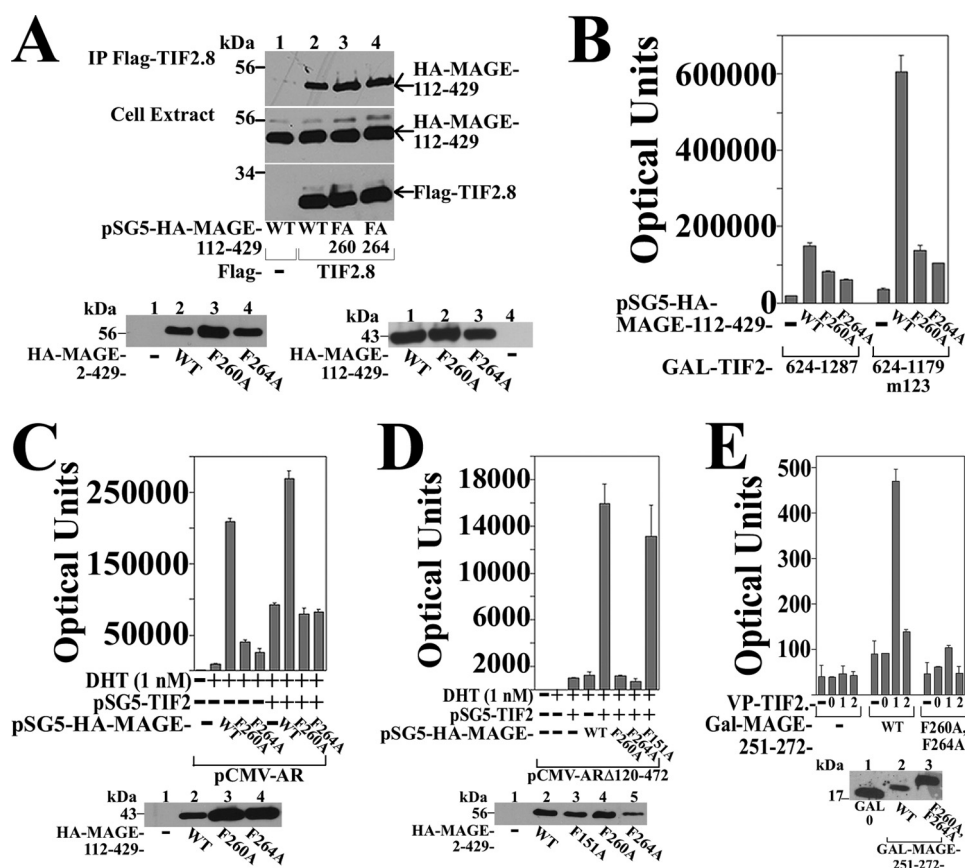 A
kDa 1 2 3 4
IP Flag-TIF2.8
56
HA-MAGE-
112-429
Cell Extract
56
HA-MAGE-
112-429
34
Flag-TIF2.8
pSG5-HA-MAGE-
112-429
WT WT FA FA
260 264
Flag- - TIF2.8
kDa 1 2 3 4
56
HA-MAGE-
2-429-
- WT F260A F264A
kDa 1 2 3 4
43
HA-MAGE-
112-429-
WT F260A F264A -
B
Optical Units
600000
400000
200000
0
pSG5-HA-
MAGE-112-429-
- WT F260A F264A - WT F260A F264A
GAL-TIF2- 624-1287 624-1179
m123
C
Optical Units
250000
150000
50000
DHT (1 nM) - + + + + + + + +
pSG5-TIF2 - - - - - + + + +
pSG5-HA-MAGE- - - WT F260A F264A - WT F260A F264A
pCMV-AR
kDa 1 2 3 4
43
HA-MAGE-
112-429-
- WT F260A F264A
D
Optical Units
18000
14000
10000
6000
2000
DHT (1 nM) - + - + + + +
pSG5-TIF2 - - + + + + +
pSG5-HA-MAGE- - - - WT F260A F264A F151A
pCMV-ARΔ120-472
kDa 1 2 3 4 5
56
HA-MAGE-
2-429-
- WT F151A F260A F264A
E
Optical Units
500
400
300
200
100
VP-TIF2. - 0 1 2 - 0 1 2 - 0 1 2
Gal-MAGE
251-272-
- WT F260A,
F264A
kDa 1 2 3
17
GAL
0
WT F260A,
F264A
GAL-MAGE-
251-272-